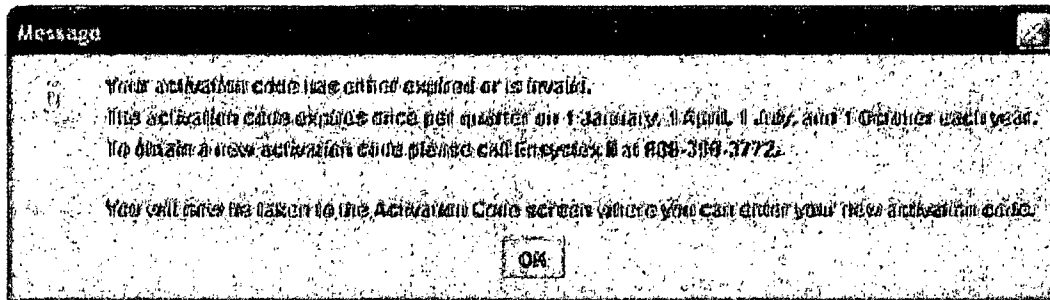 Message
Your activation code has either expired or is invalid.
The activation code expires once per quarter on 1 January, 1 April, 1 July, and 1 October each year.
To obtain a new activation code please call at
You will now be taken to the Activation Code screen where you can enter your new activation code.
OK